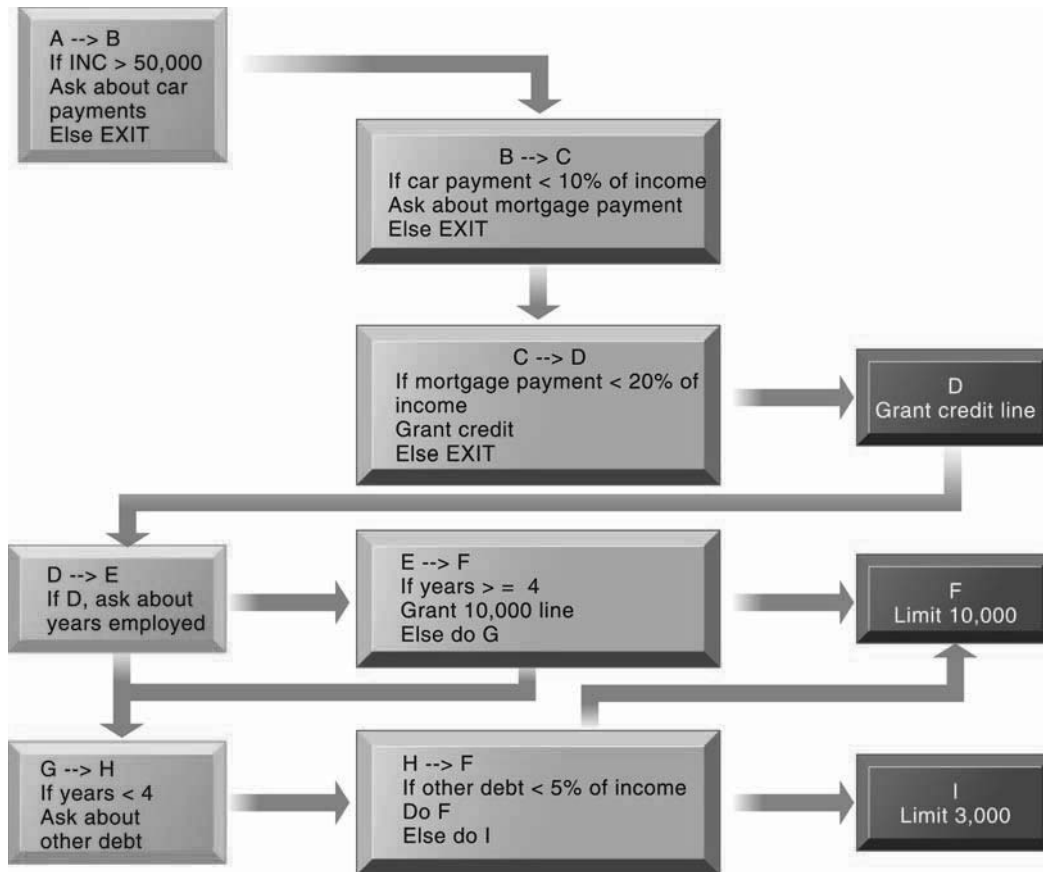 A --> B
If INC > 50,000
Ask about car
payments
Else EXIT
B --> C
If car payment < 10% of income
Ask about mortgage payment
Else EXIT
C --> D
If mortgage payment < 20% of
income
Grant credit
Else EXIT
D
Grant credit line
D --> E
If D, ask about
years employed
E --> F
If years > = 4
Grant 10,000 line
Else do G
F
Limit 10,000
G --> H
If years < 4
Ask about
other debt
H --> F
If other debt < 5% of income
Do F
Else do I
I
Limit 3,000